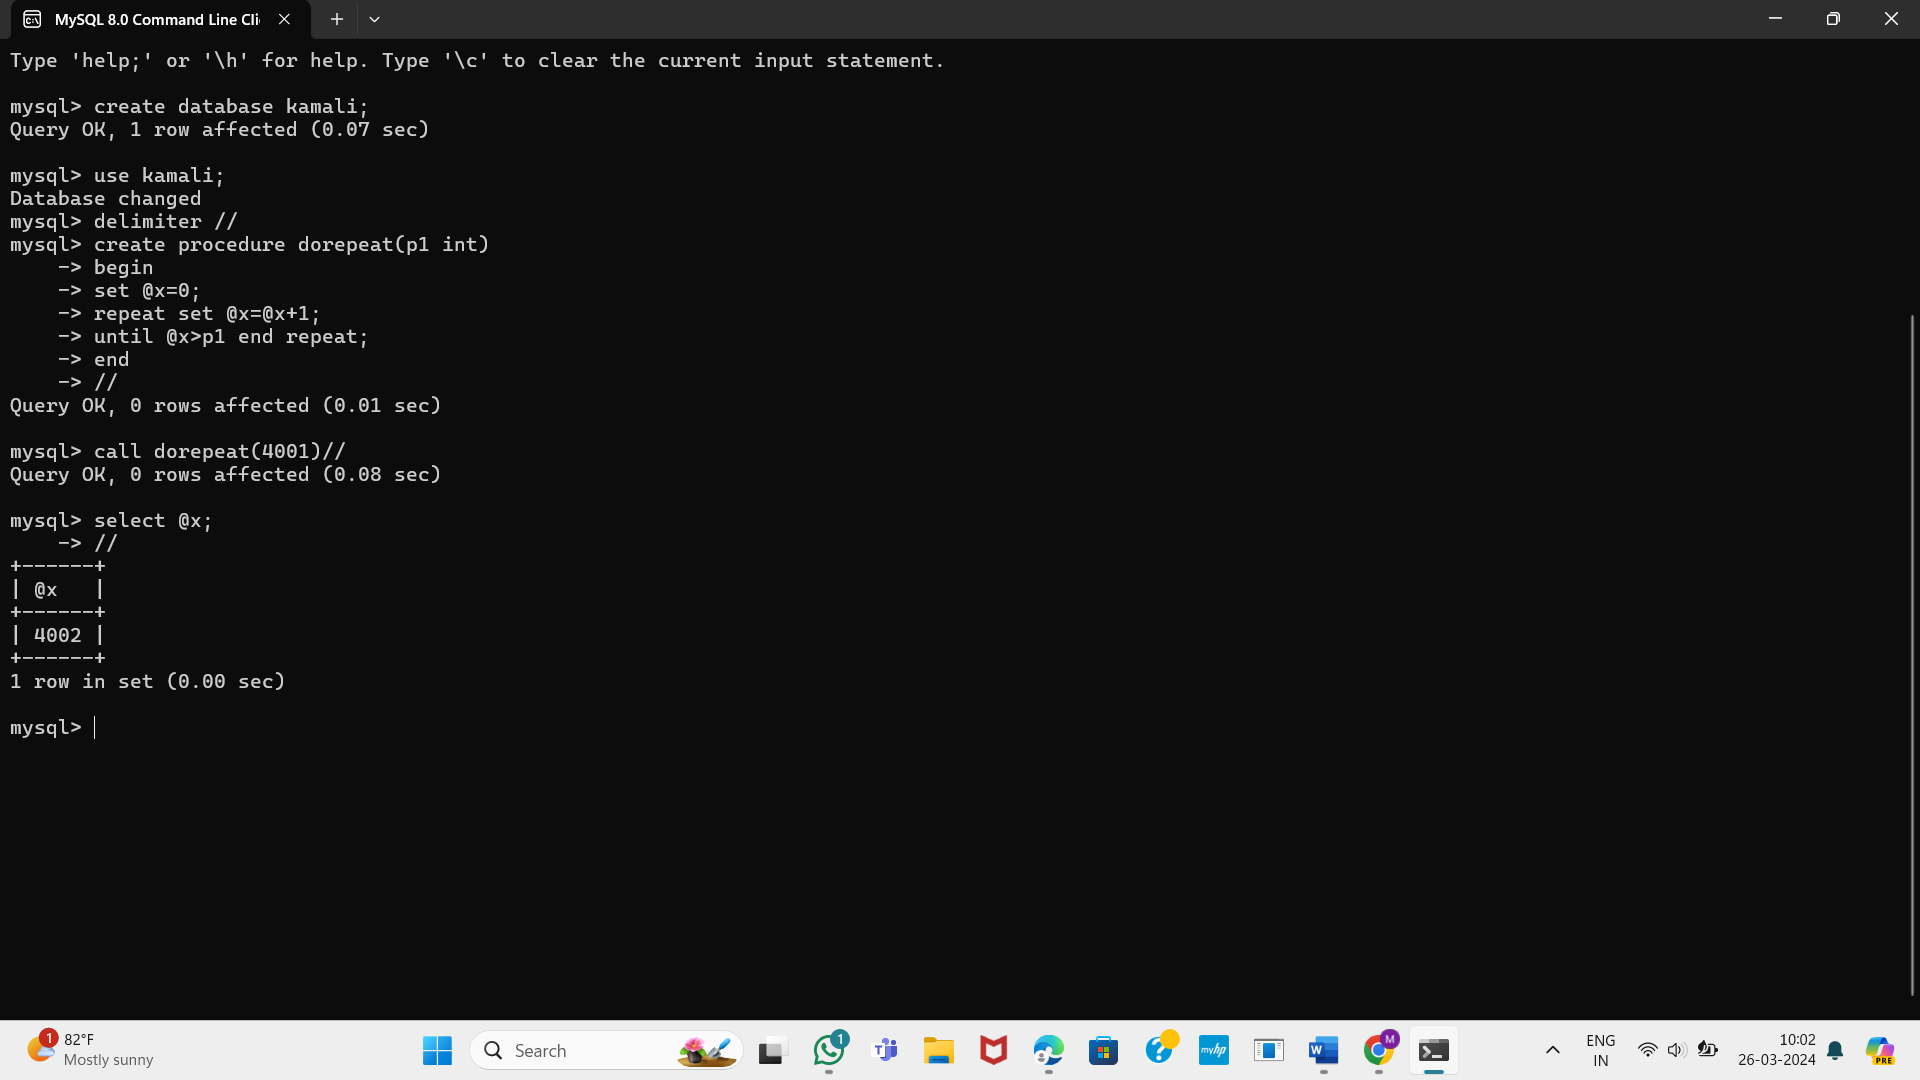 MySQL 8.0 Command Line Cli
Type 'help;' or '\h' for help. Type '\c' to clear the current input statement.
mysql> create database kamali;
Query OK, 1 row affected (0.07 sec)
mysql> use kamali;
Database changed
mysql> delimiter //
mysql> create procedure dorepeat(p1 int)
    -> begin
    -> set @x=0;
    -> repeat set @x=@x+1;
    -> until @x>p1 end repeat;
    -> end
    -> //
Query OK, 0 rows affected (0.01 sec)
mysql> call dorepeat(4001)//
Query OK, 0 rows affected (0.08 sec)
mysql> select @x;
    -> //
+------+
| @x   |
+------+
| 4002 |
+------+
1 row in set (0.00 sec)
mysql>
1
82°F
Mostly sunny
Search
1
T
?
myhp
W
M
ENG
IN
10:02
26-03-2024
PRE